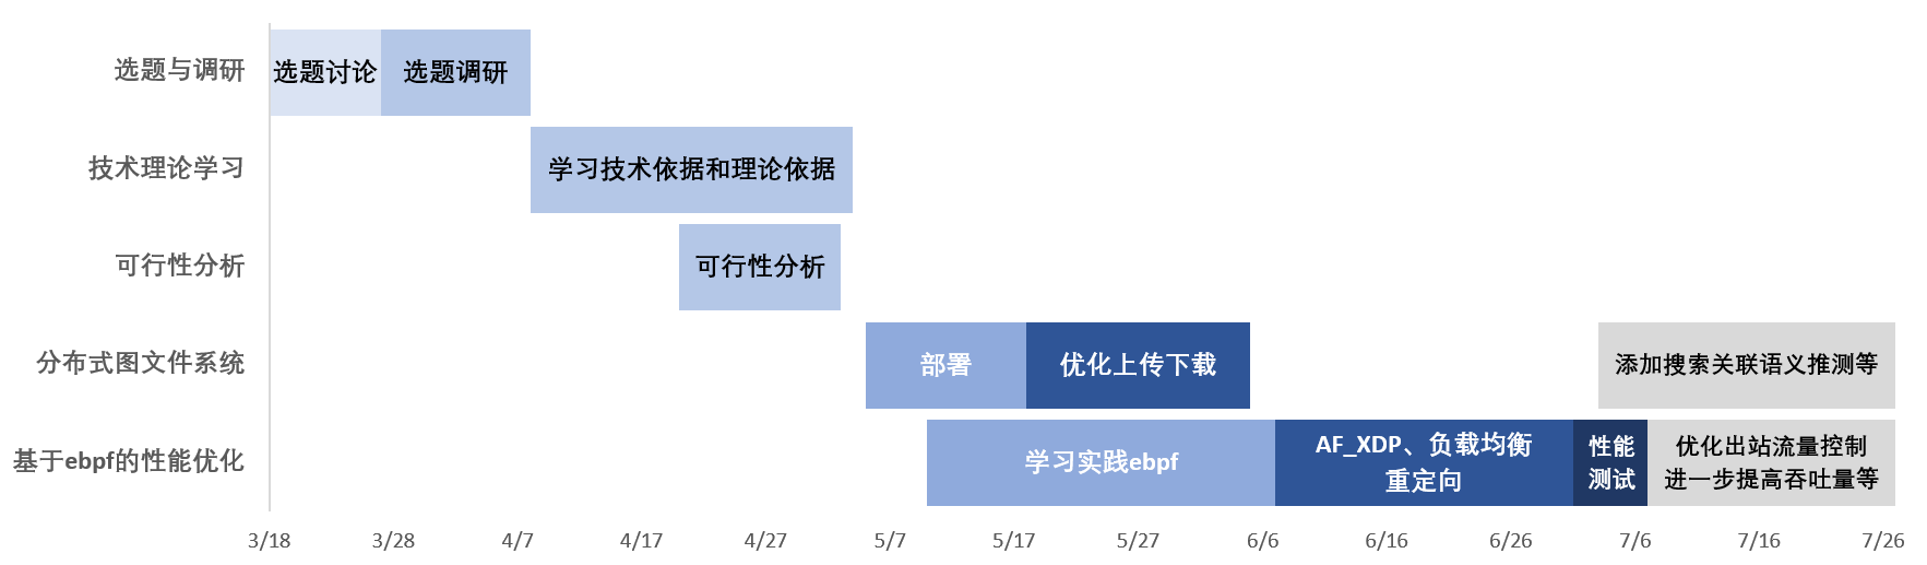 选题与调研
选题讨论
选题调研
技术理论学习
学习技术依据和理论依据
可行性分析
可行性分析
分布式图文件系统
部署
优化上传下载
添加搜索关联语义推测等
基于ebpf的性能优化
学习实践ebpf
AF_XDP、负载均衡
重定向
性能
测试
优化出站流量控制
进一步提高吞吐量等
3/18
3/28
4/7
4/17
4/27
5/7
5/17
5/27
6/6
6/16
6/26
7/6
7/16
7/26